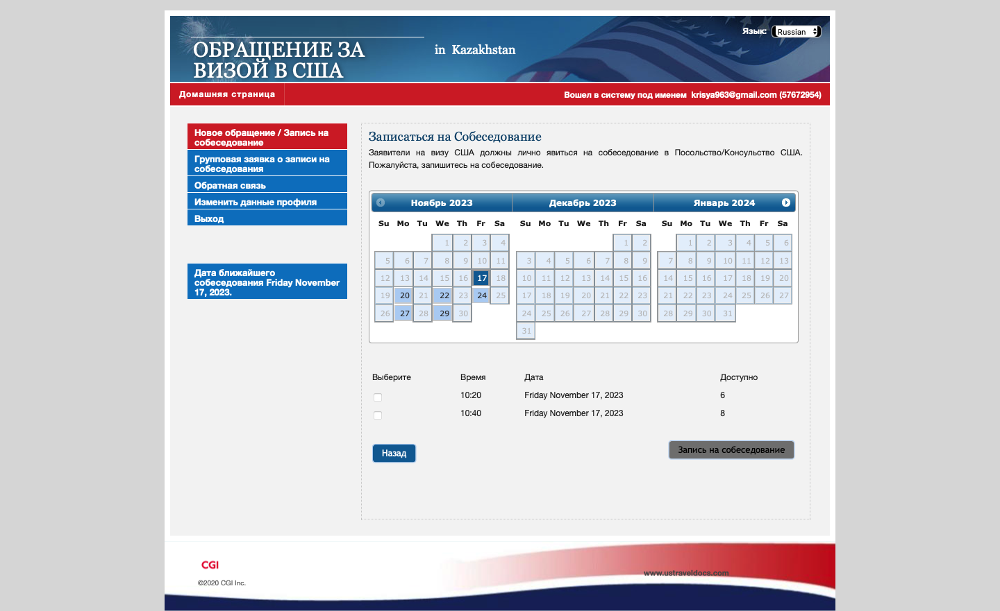 Язык: Russian
ОБРАЩЕНИЕ ЗА
ВИЗОЙ В США
in Kazakhstan
Домашняя страница
Вошел в систему под именем krisya963@gmail.com (57672954)
Новое обращение / Запись на
собеседование
Групповая заявка о записи на
собеседования
Обратная связь
Изменить данные профиля
Выход
Дата ближайшего
собеседования Friday November
17, 2023.
Записаться на Собеседование
Заявители на визу США должны лично явиться на собеседование в Посольство/Консульство США.
Пожалуйста, запишитесь на собеседование.
Ноябрь 2023 Декабрь 2023 Январь 2024
Su Mo Tu We Th Fr Sa Su Mo Tu We Th Fr Sa Su Mo Tu We Th Fr Sa
1 2 3 4 1 2 1 2 3 4 5 6
5 6 7 8 9 10 11 3 4 5 6 7 8 9 7 8 9 10 11 12 13
12 13 14 15 16 17 18 10 11 12 13 14 15 16 14 15 16 17 18 19 20
19 20 21 22 23 24 25 17 18 19 20 21 22 23 21 22 23 24 25 26 27
26 27 28 29 30 24 25 26 27 28 29 30 28 29 30 31
31
Выберите Время Дата Доступно
10:20 Friday November 17, 2023 6
10:40 Friday November 17, 2023 8
Назад Запись на собеседование
CGI
www.ustraveldocs.com
©2020 CGI Inc.